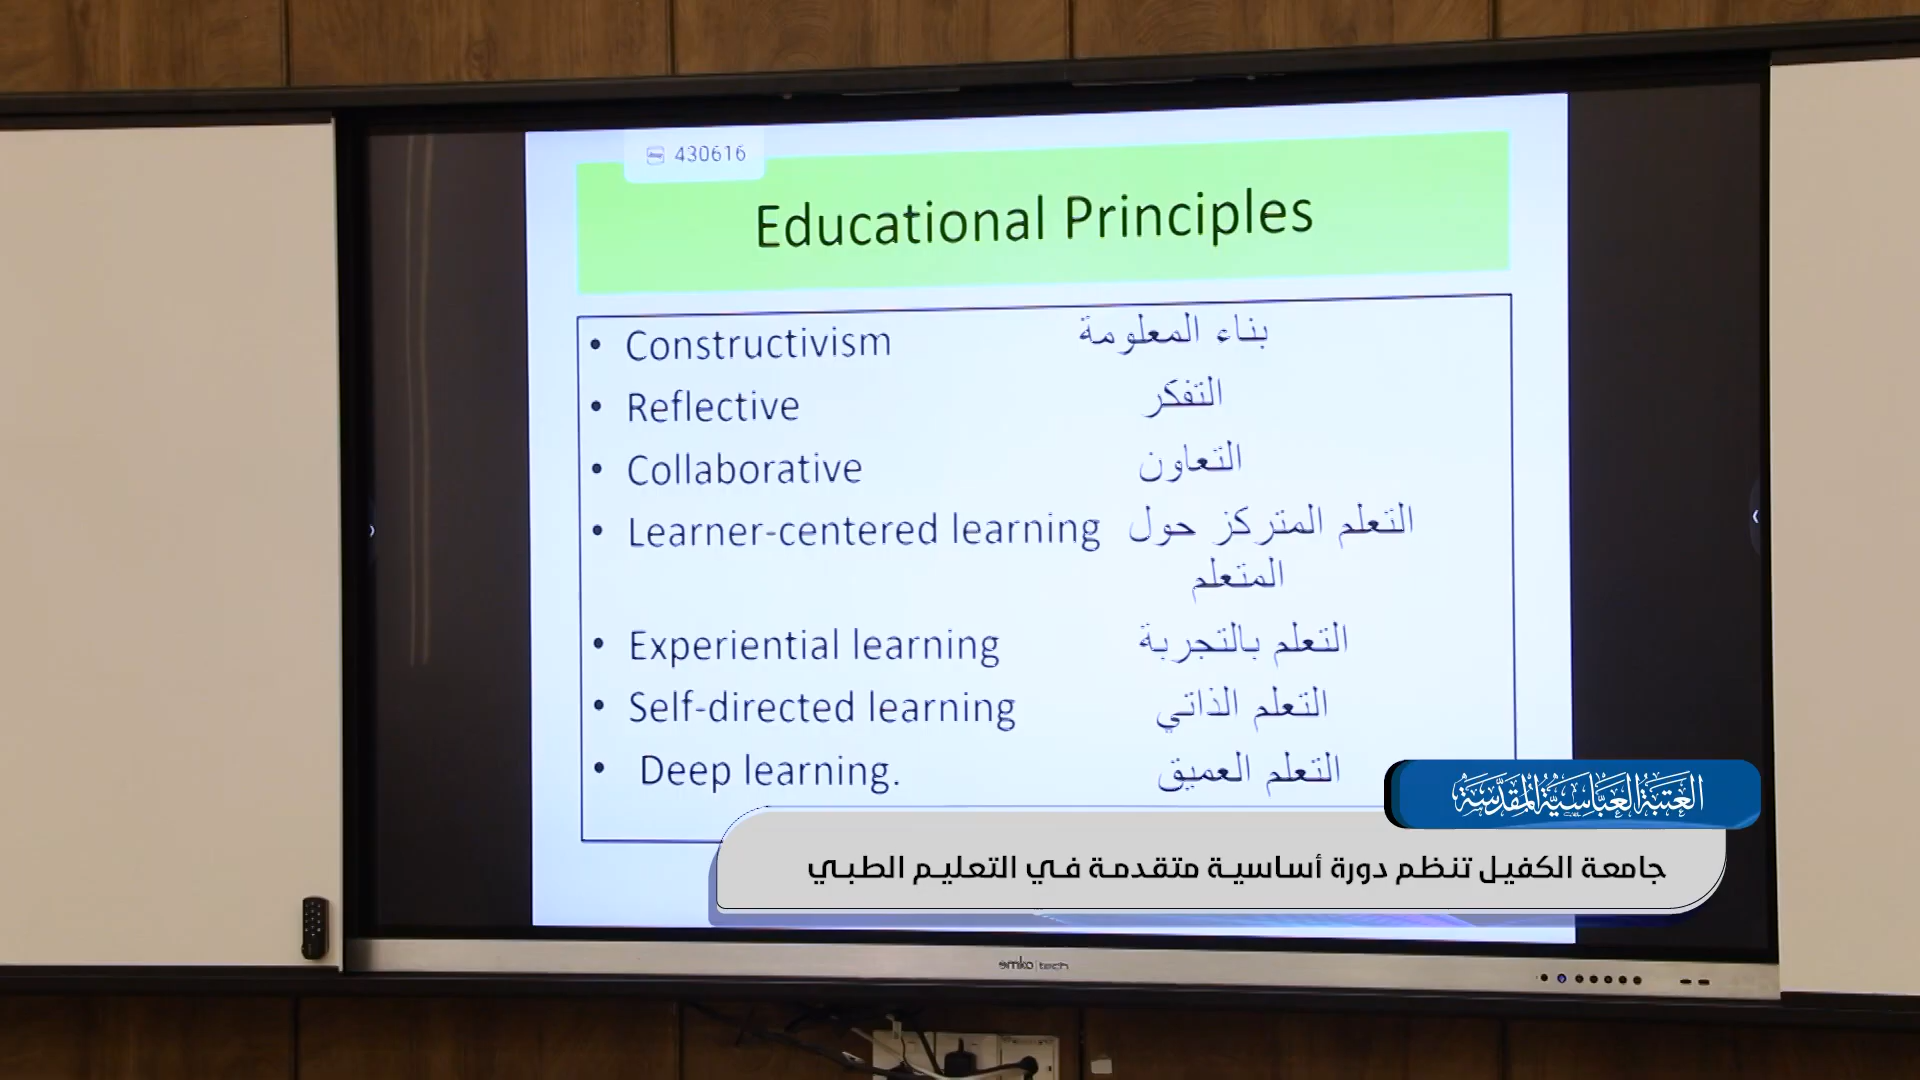 430616
Educational Principles
• Constructivism بناء المعلومة
• Reflective التفكر
• Collaborative التعاون
• Learner-centered learning التعلم المتركز حول
المتعلم
• Experiential learning التعلم بالتجربة
• Self-directed learning التعلم الذاتي
• Deep learning. التعلم العميق
العتبة العباسية المقدسة
جامعة الكفيل تنظم دورة أساسية متقدمة في التعليم الطبي
emko | tech